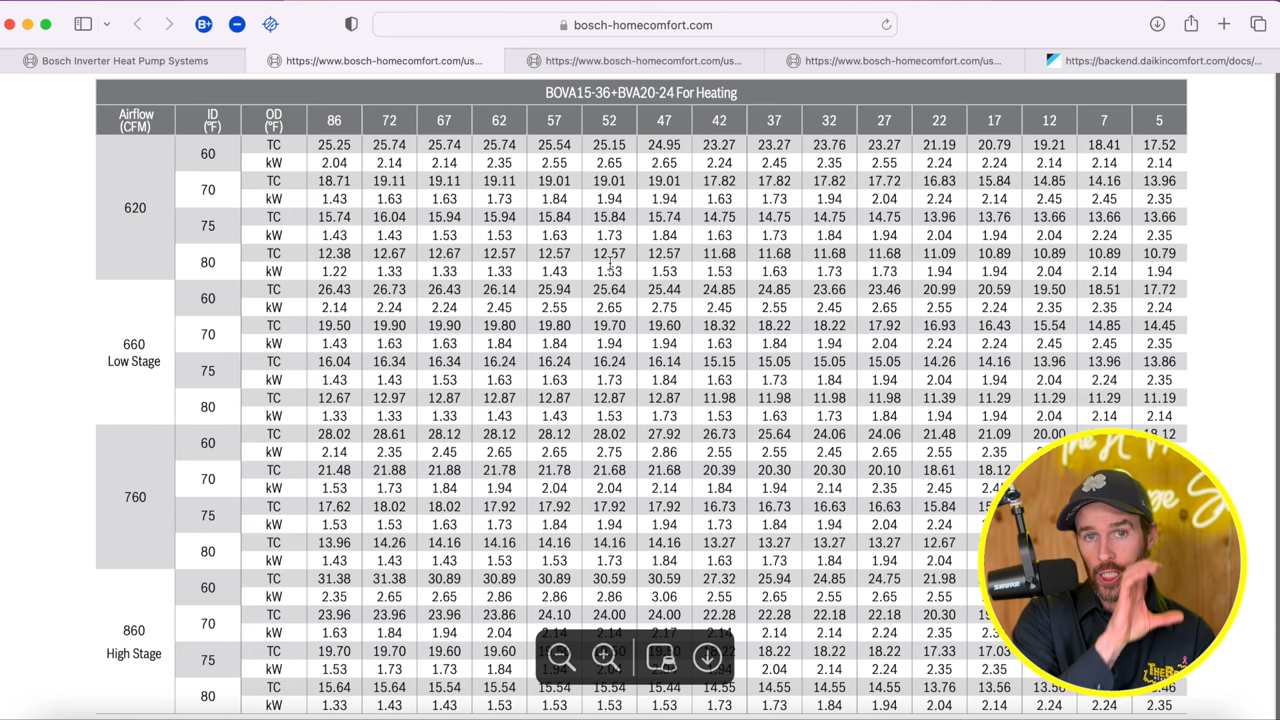 B+
bosch-homecomfort.com
Bosch Inverter Heat Pump Systems
https://www.bosch-homecomfort.com/us...
https://www.bosch-homecomfort.com/us...
https://www.bosch-homecomfort.com/us...
https://backend.daikincomfort.com/docs/...
BOVA15-36+BVA20-24 For Heating
Airflow (CFM) ID (°F) OD (°F) 86 72 67 62 57 52 47 42 37 32 27 22 17 12 7 5
620 60 TC 25.25 25.74 25.74 25.74 25.54 25.15 24.95 23.27 23.27 23.76 23.27 21.19 20.79 19.21 18.41 17.52
kW 2.04 2.14 2.14 2.35 2.55 2.65 2.65 2.24 2.45 2.35 2.55 2.24 2.24 2.14 2.14 2.14
70 TC 18.71 19.11 19.11 19.11 19.01 19.01 19.01 17.82 17.82 17.82 17.72 16.83 15.84 14.85 14.16 13.96
kW 1.43 1.63 1.63 1.73 1.84 1.94 1.94 1.63 1.73 1.94 2.04 2.24 2.14 2.45 2.45 2.35
75 TC 15.74 16.04 15.94 15.94 15.84 15.84 15.74 14.75 14.75 14.75 14.75 13.96 13.76 13.66 13.66 13.66
kW 1.43 1.43 1.53 1.53 1.63 1.73 1.84 1.63 1.73 1.84 1.94 2.04 1.94 2.14 2.24 2.35
80 TC 12.38 12.67 12.67 12.57 12.57 12.57 12.57 11.68 11.68 11.68 11.68 11.09 10.89 10.89 10.89 10.79
kW 1.22 1.33 1.33 1.33 1.43 1.53 1.53 1.53 1.63 1.73 1.73 1.94 1.94 2.04 2.14 1.94
660 Low Stage 60 TC 26.43 26.73 26.43 26.14 25.94 25.64 25.44 24.85 24.85 23.66 23.46 20.99 20.59 19.50 18.51 17.72
kW 2.14 2.24 2.24 2.45 2.55 2.65 2.75 2.45 2.55 2.45 2.65 2.55 2.24 2.35 2.35 2.24
70 TC 19.50 19.90 19.90 19.80 19.80 19.70 19.60 18.32 18.22 18.22 17.92 16.93 16.43 15.54 14.85 14.45
kW 1.43 1.63 1.63 1.84 1.84 1.94 1.94 1.63 1.84 1.94 2.04 2.24 2.24 2.45 2.45 2.35
75 TC 16.04 16.34 16.34 16.24 16.24 16.24 16.14 15.15 15.05 15.05 15.05 14.26 14.16 13.96 13.96 13.86
kW 1.43 1.43 1.53 1.63 1.63 1.73 1.84 1.63 1.73 1.84 1.94 2.04 1.94 2.14 2.24 2.35
80 TC 12.67 12.97 12.87 12.87 12.87 12.87 12.87 11.98 11.98 11.98 11.98 11.39 11.29 11.29 11.29 11.19
kW 1.33 1.33 1.33 1.43 1.43 1.53 1.73 1.53 1.63 1.73 1.84 1.94 1.94 2.04 2.14 2.14
760 60 TC 28.02 28.61 28.12 28.12 28.12 28.02 27.92 26.73 25.64 24.06 24.06 21.48 21.09 20.00
kW 2.14 2.35 2.45 2.65 2.65 2.75 2.86 2.55 2.55 2.45 2.65 2.55 2.35
70 TC 21.48 21.88 21.88 21.78 21.78 21.68 21.68 20.39 20.30 20.30 20.10 18.61 18.12
kW 1.53 1.73 1.84 1.94 2.04 2.04 2.14 1.84 1.94 2.14 2.35 2.45
75 TC 17.62 18.02 18.02 17.92 17.92 17.92 17.92 16.73 16.73 16.63 16.63 15.84
kW 1.53 1.53 1.63 1.73 1.84 1.94 1.94 1.73 1.84 1.94 2.04 2.24
80 TC 13.96 14.26 14.16 14.16 14.16 14.16 14.16 13.27 13.27 13.27 13.27 12.67
kW 1.43 1.43 1.43 1.53 1.53 1.53 1.83 1.63 1.73 1.84 1.94 2.04
860 High Stage 60 TC 31.38 31.38 30.89 30.89 30.89 30.59 30.59 27.32 25.94 24.85 24.75 21.98
kW 2.35 2.65 2.65 2.86 2.86 2.86 3.06 2.55 2.65 2.55 2.65 2.55
70 TC 23.96 23.96 23.96 23.86 24.10 24.00 24.00 22.28 22.28 22.18 22.18 20.30
kW 1.63 1.84 1.94 2.04 2.14 2.14 2.17 2.14 2.14 2.14 2.24 2.35
75 TC 19.70 19.70 19.60 19.60 18.22 18.22 18.22 17.33 17.03
kW 1.53 1.73 1.73 1.84 1.94 2.04 1.94 2.04 2.14 2.24 2.35 2.35
80 TC 15.64 15.64 15.54 15.54 15.54 15.54 15.44 14.55 14.55 14.55 14.55 13.76 13.56
kW 1.33 1.53 1.53 1.53 1.53 1.53 1.73 1.73 1.73 1.84 1.94 2.14 2.14 2.24 2.24 2.35
SHURE